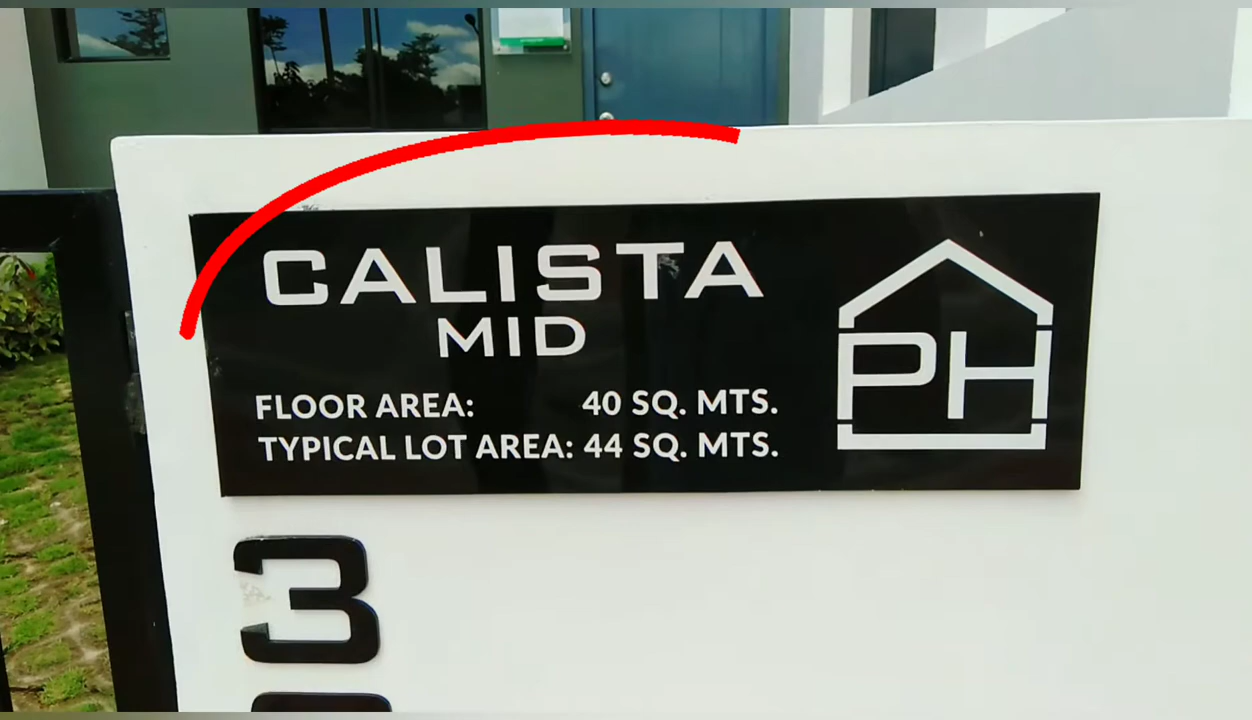 CALISTA
MID
FLOOR AREA: 40 SQ. MTS.
TYPICAL LOT AREA: 44 SQ. MTS.
PH
3